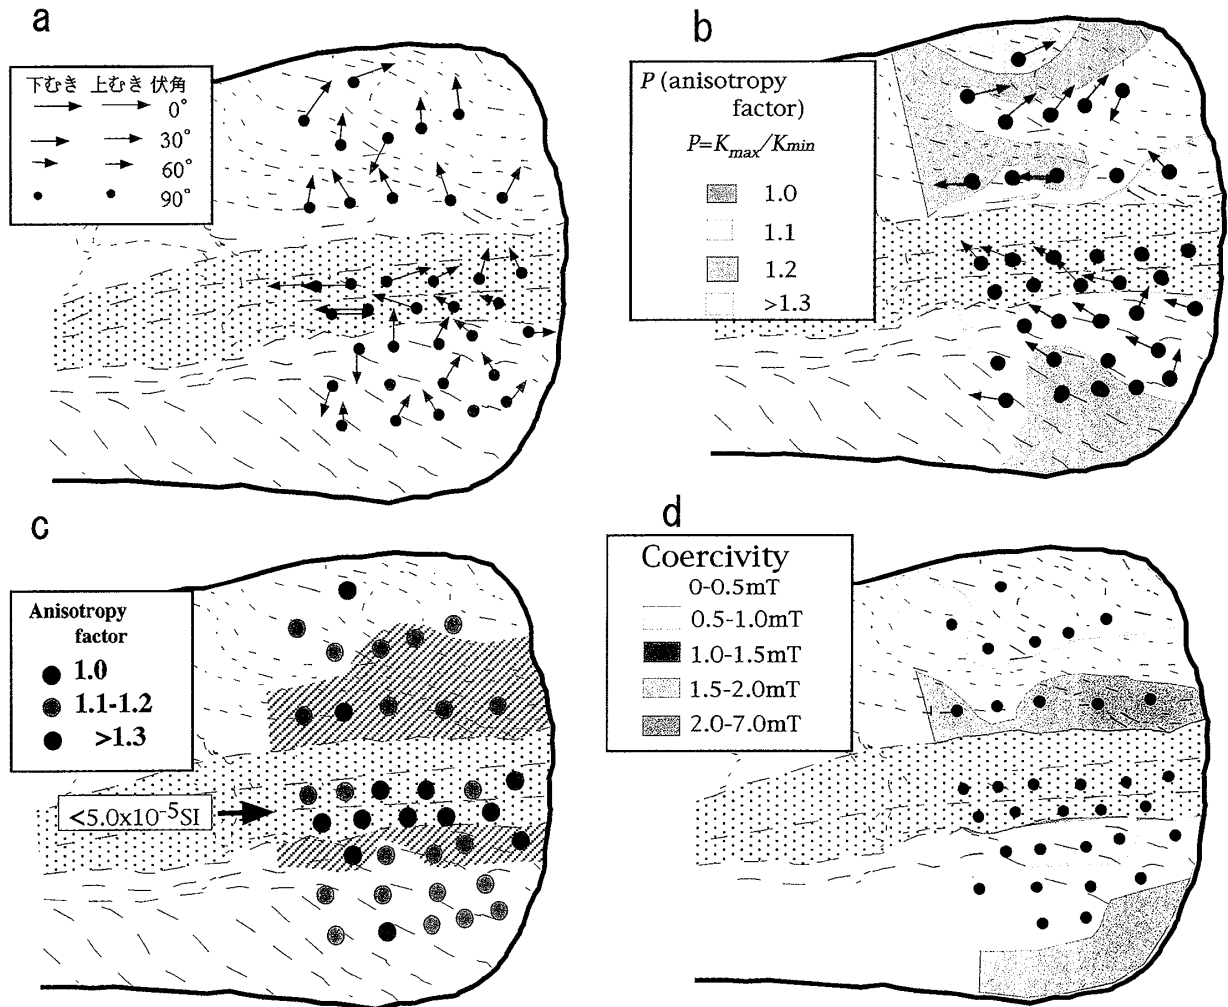 a
下むき 上むき 伏角
0°
30°
60°
90°
b
P (anisotropy
factor)
P=Kmax/Kmin
1.0
1.1
1.2
>1.3
c
Anisotropy
factor
1.0
1.1-1.2
>1.3
<5.0x10⁻⁵SI
d
Coercivity
0-0.5mT
0.5-1.0mT
1.0-1.5mT
1.5-2.0mT
2.0-7.0mT